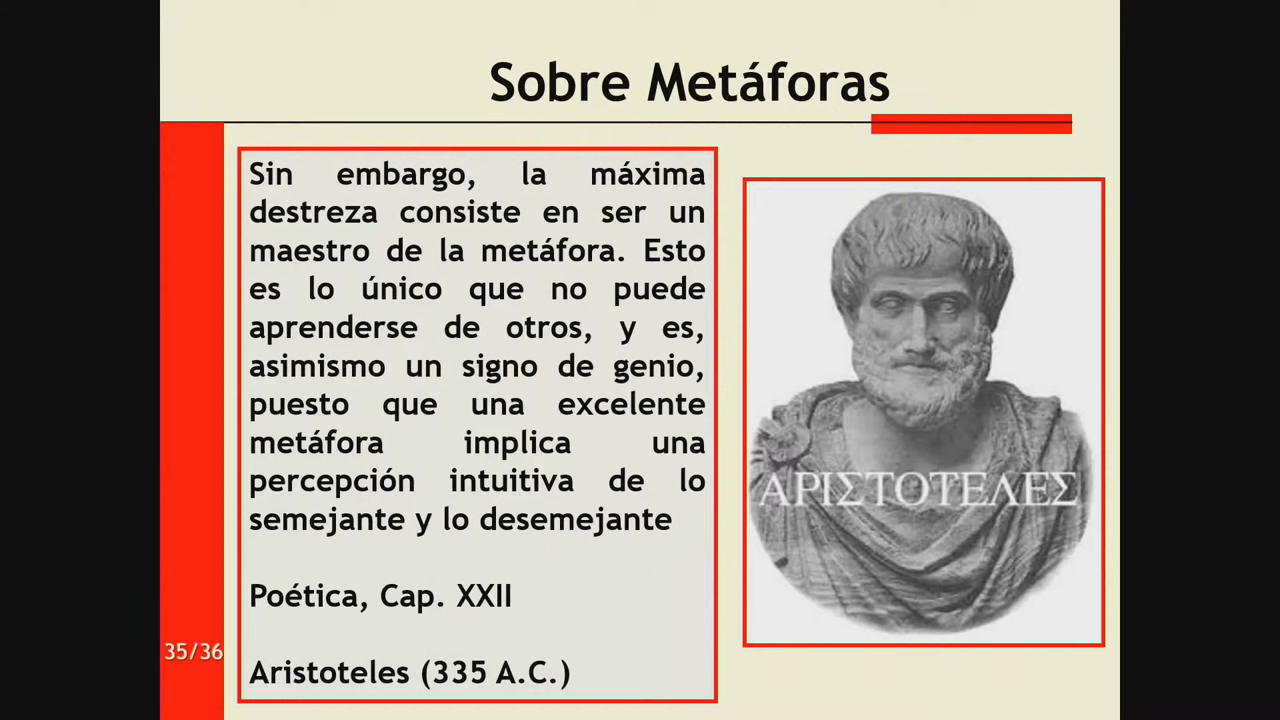 Sobre Metáforas
Sin embargo, la máxima
destreza consiste en ser un
maestro de la metáfora. Esto
es lo único que no puede
aprenderse de otros, y es,
asimismo un signo de genio,
puesto que una excelente
metáfora implica una
percepción intuitiva de lo
semejante y lo desemejante
Poética, Cap. XXII
Aristoteles (335 A.C.)
ΑΡΙΣΤΟΤΕΛΕΣ
35/36